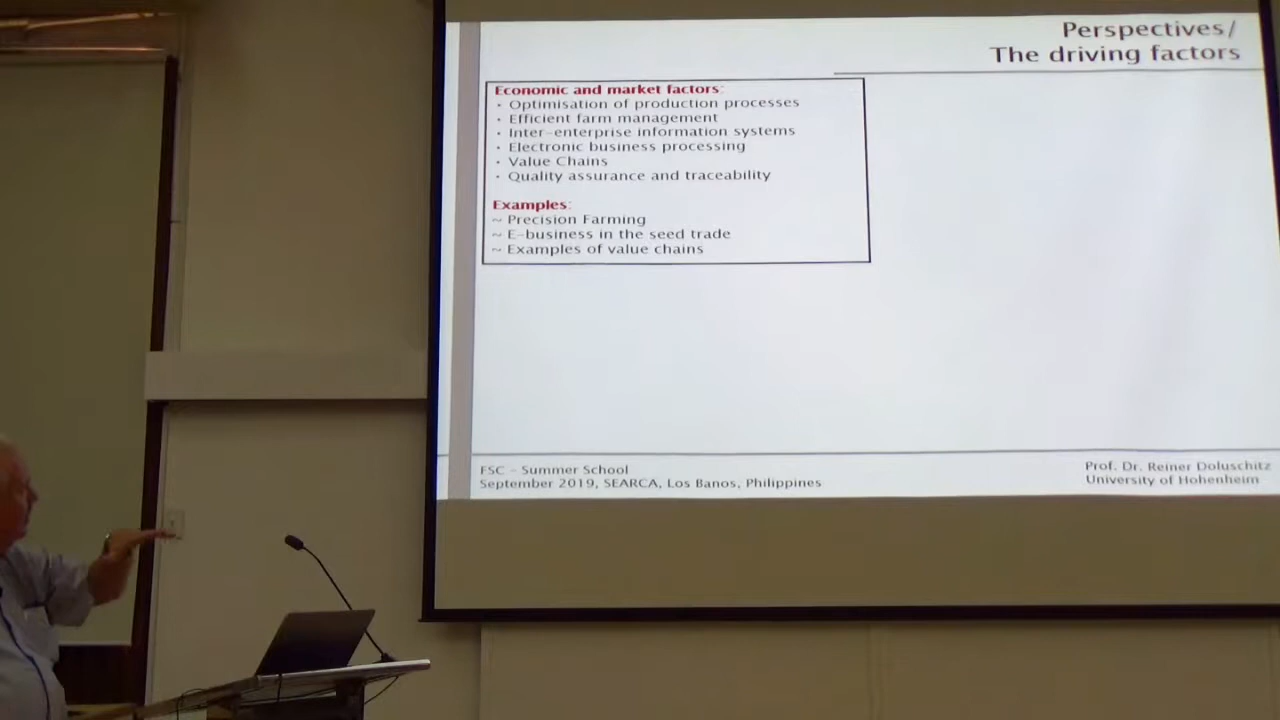 Perspectives/
The driving factors
Economic and market factors:
· Optimisation of production processes
· Efficient farm management
· Inter-enterprise information systems
· Electronic business processing
· Value Chains
· Quality assurance and traceability
Examples:
~ Precision Farming
~ E-business in the seed trade
~ Examples of value chains
FSC - Summer School
September 2019, SEARCA, Los Banos, Philippines
Prof. Dr. Reiner Doluschitz
University of Hohenheim